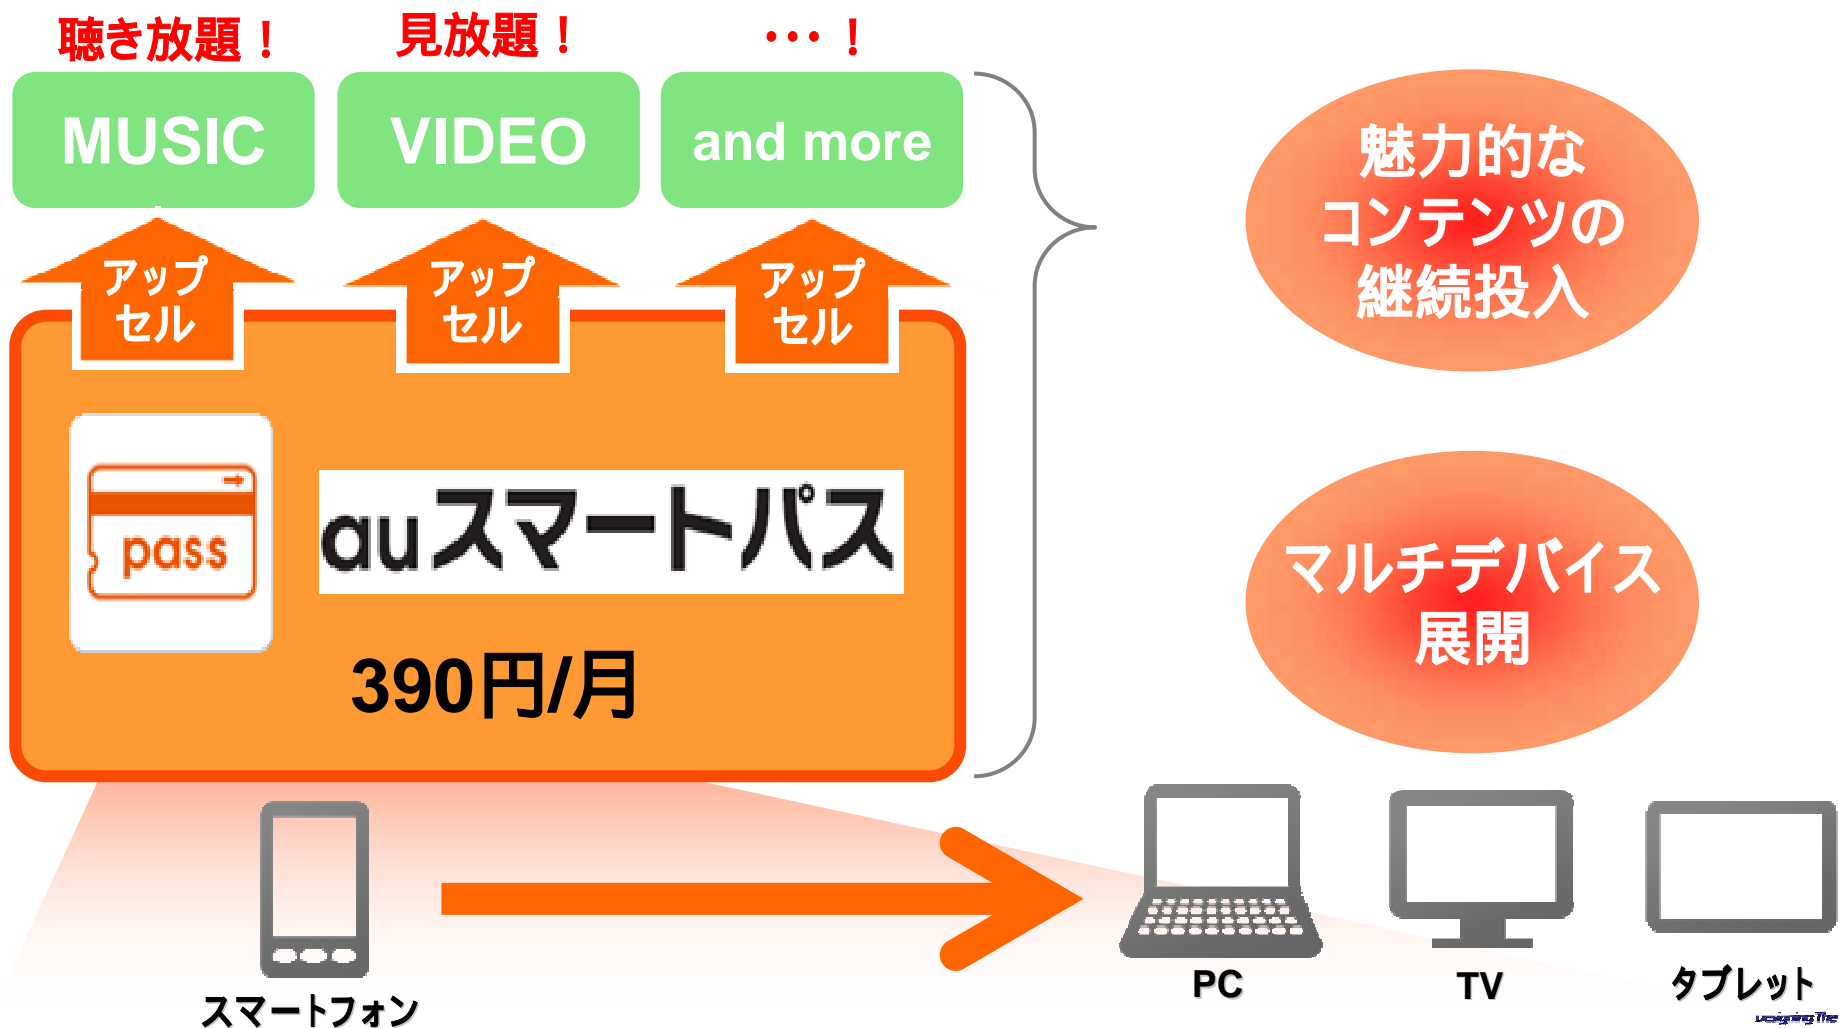 聴き放題！
見放題！
・・・！
MUSIC
VIDEO
and more
アップ
セル
アップ
セル
アップ
セル
pass
auスマートパス
390円/月
魅力的な
コンテンツの
継続投入
マルチデバイス
展開
スマートフォン
PC
TV
タブレット
Designing The